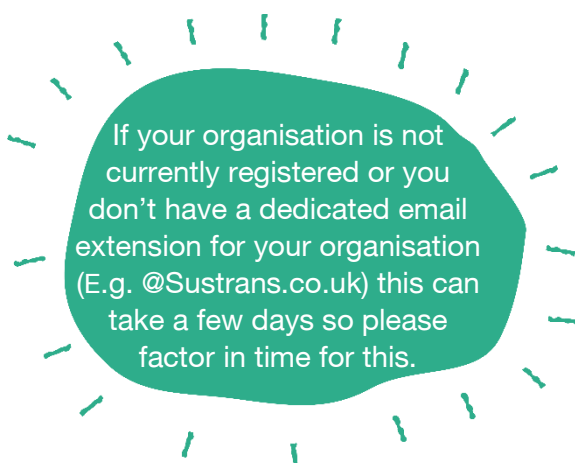 If your organisation is not
currently registered or you
don’t have a dedicated email
extension for your organisation
(E.g. @Sustrans.co.uk) this can
take a few days so please
factor in time for this.